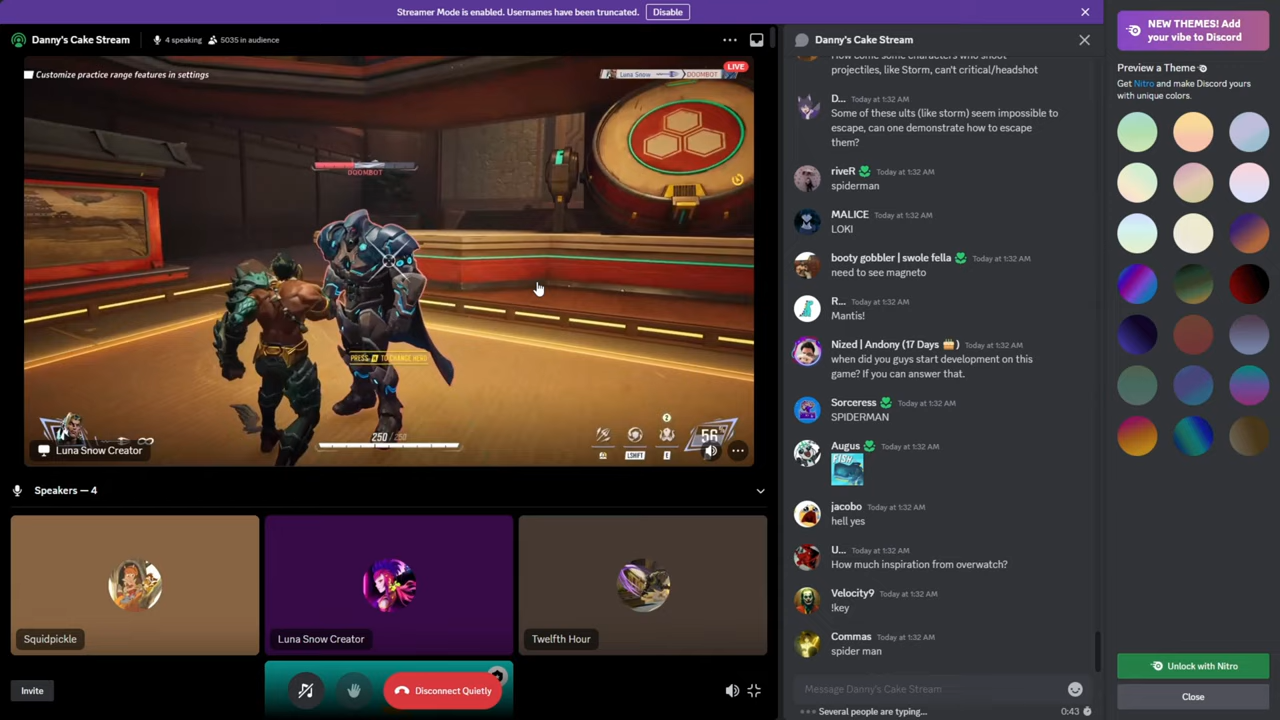 Streamer Mode is enabled. Usernames have been truncated.
Disable
Danny's Cake Stream
4 speaking
5035 in audience
Customize practice range features in settings
LIVE
Luna Snow
DOOMBOT
DOOMBOT
PRESS TO CHANGE HERO
250 / 250
LSHIFT
E
56
Luna Snow Creator
Speakers — 4
Squidpickle
Luna Snow Creator
Twelfth Hour
Invite
Disconnect Quietly
Danny's Cake Stream
How come some characters who shoot
projectiles, like Storm, can't critical/headshot
D... Today at 1:32 AM
Some of these ults (like storm) seem impossible to
escape, can one demonstrate how to escape
them?
riveR Today at 1:32 AM
spiderman
MALICE Today at 1:32 AM
LOKI
booty gobbler | swole fella Today at 1:32 AM
need to see magneto
R... Today at 1:32 AM
Mantis!
Nized | Andony (17 Days 🎂) Today at 1:32 AM
when did you guys start development on this
game? If you can answer that.
Sorceress Today at 1:32 AM
SPIDERMAN
Augus Today at 1:32 AM
FISH
jacobo Today at 1:32 AM
hell yes
U... Today at 1:32 AM
How much inspiration from overwatch?
Velocity9 Today at 1:32 AM
!key
Commas Today at 1:32 AM
spider man
Message Danny's Cake Stream
Several people are typing...
0:43
NEW THEMES! Add
your vibe to Discord
Preview a Theme
Get Nitro and make Discord yours
with unique colors.
Unlock with Nitro
Close